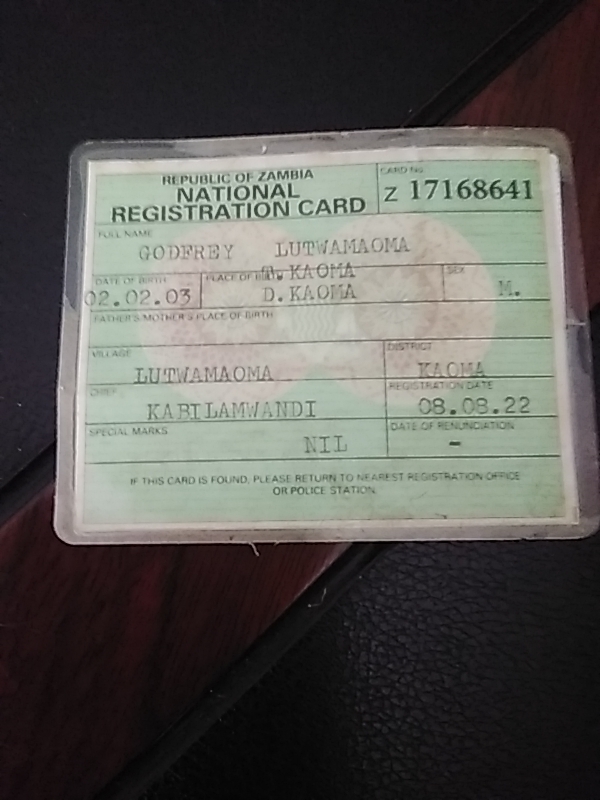 REPUBLIC OF ZAMBIA
NATIONAL
REGISTRATION CARD
CARD No.
Z 17168641
FULL NAME
GODFREY LUTWAMAOMA
DATE OF BIRTH
02.02.03
PLACE OF BIRTH
KAOMA
D.KAOMA
SEX
M.
FATHER'S/MOTHER'S PLACE OF BIRTH
VILLAGE
LUTWAMAOMA
DISTRICT
KAOMA
CHIEF
KABILAMWANDI
REGISTRATION DATE
08.08.22
SPECIAL MARKS
NIL
DATE OF RENUNCIATION
-
IF THIS CARD IS FOUND, PLEASE RETURN TO NEAREST REGISTRATION OFFICE
OR POLICE STATION.